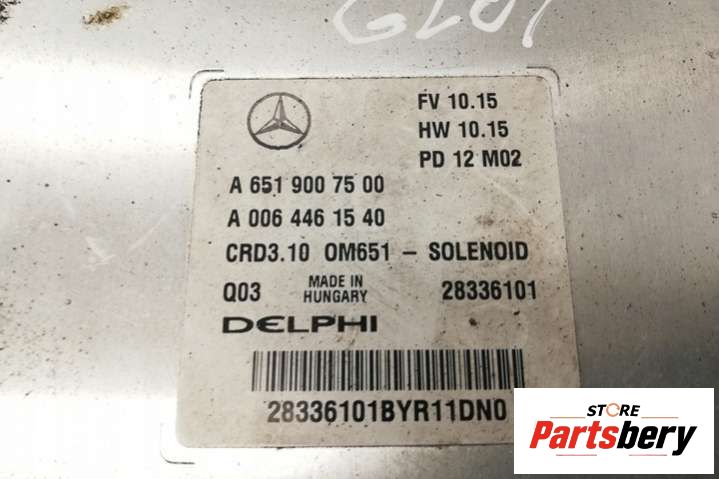 FV 10.15
HW 10.15
PD 12 M02
A 651 900 75 00
A 006 446 15 40
CRD3.10 OM651 - SOLENOID
Q03 MADE IN HUNGARY 28336101
DELPHI
28336101BYR11DN0
STORE
Partsbery